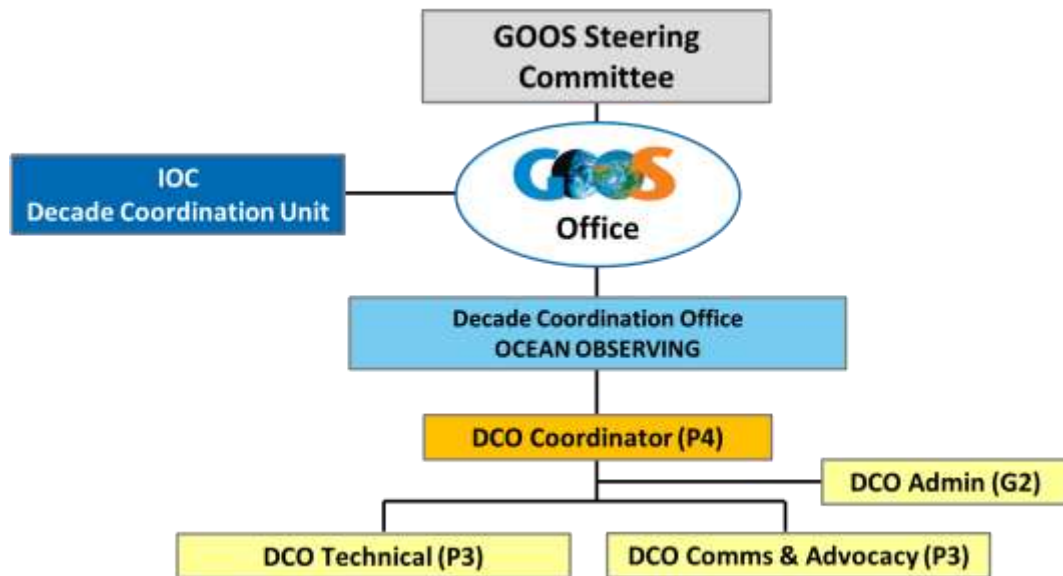 GOOS Steering
Committee
IOC
Decade Coordination Unit
GOOS
Office
Decade Coordination Office
OCEAN OBSERVING
DCO Coordinator (P4)
DCO Admin (G2)
DCO Technical (P3)
DCO Comms & Advocacy (P3)